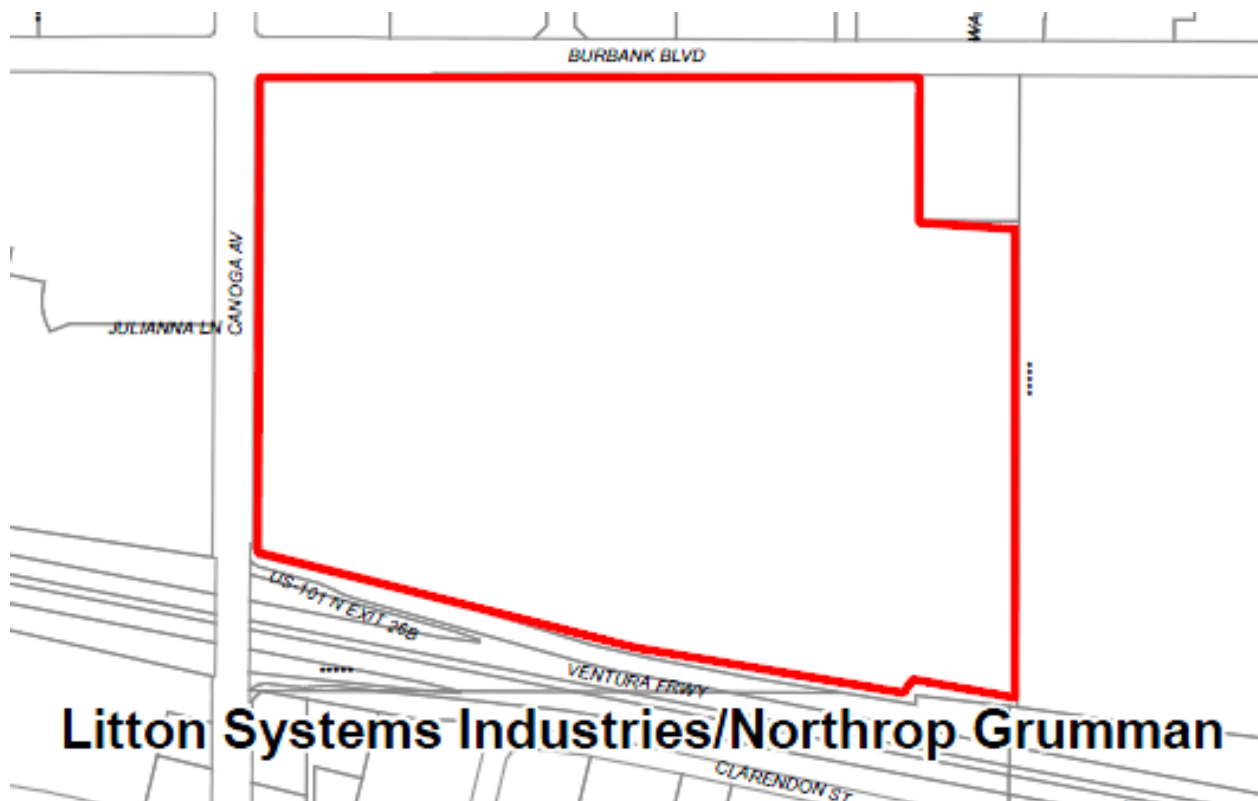 WA
BURBANK BLVD
CANOGA AV
JULIANNA LN
US-101 N EXIT 26B
VENTURA FRWY
Litton Systems Industries/Northrop Grumman
CLARENDON ST